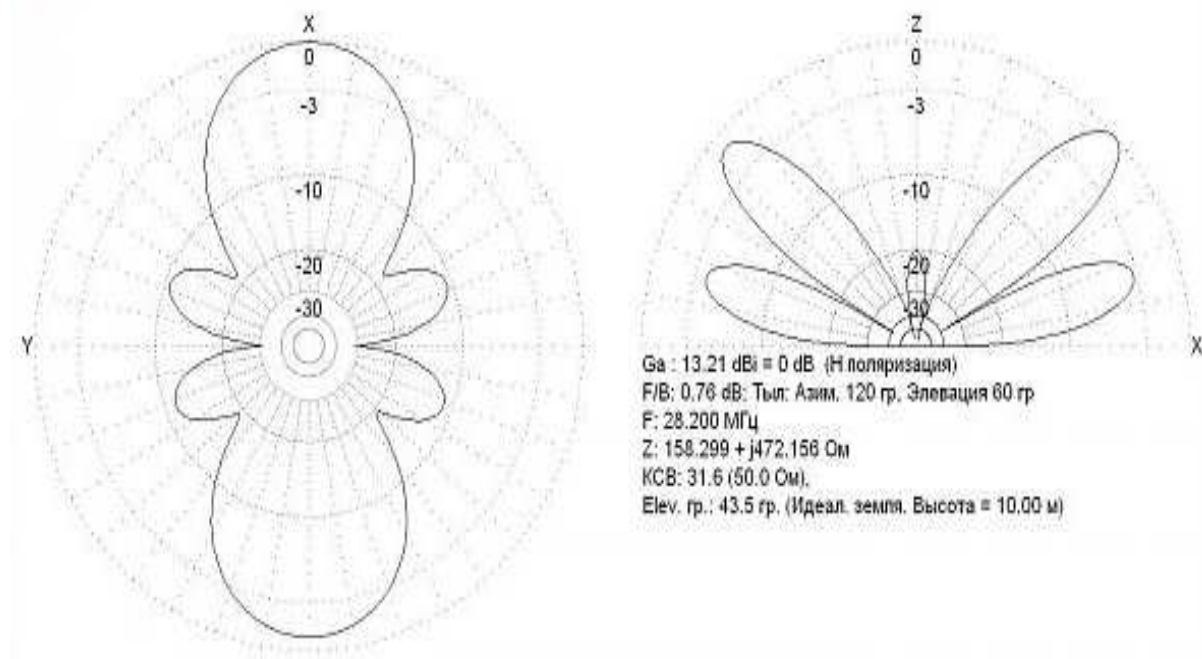 X
0
-3
-10
-20
-30
Y
Z
0
-3
-10
-20
-30
X
Ga : 13.21 dBi = 0 dB (Н поляризация)
F/B: 0.76 dB: Тыл: Азим. 120 гр, Элевация 60 гр
F: 28.200 МГц
Z: 158.299 + j472.156 Ом
КСВ: 31.6 (50.0 Ом),
Elev. гр.: 43.5 гр. (Идеал. земля. Высота = 10.00 м)